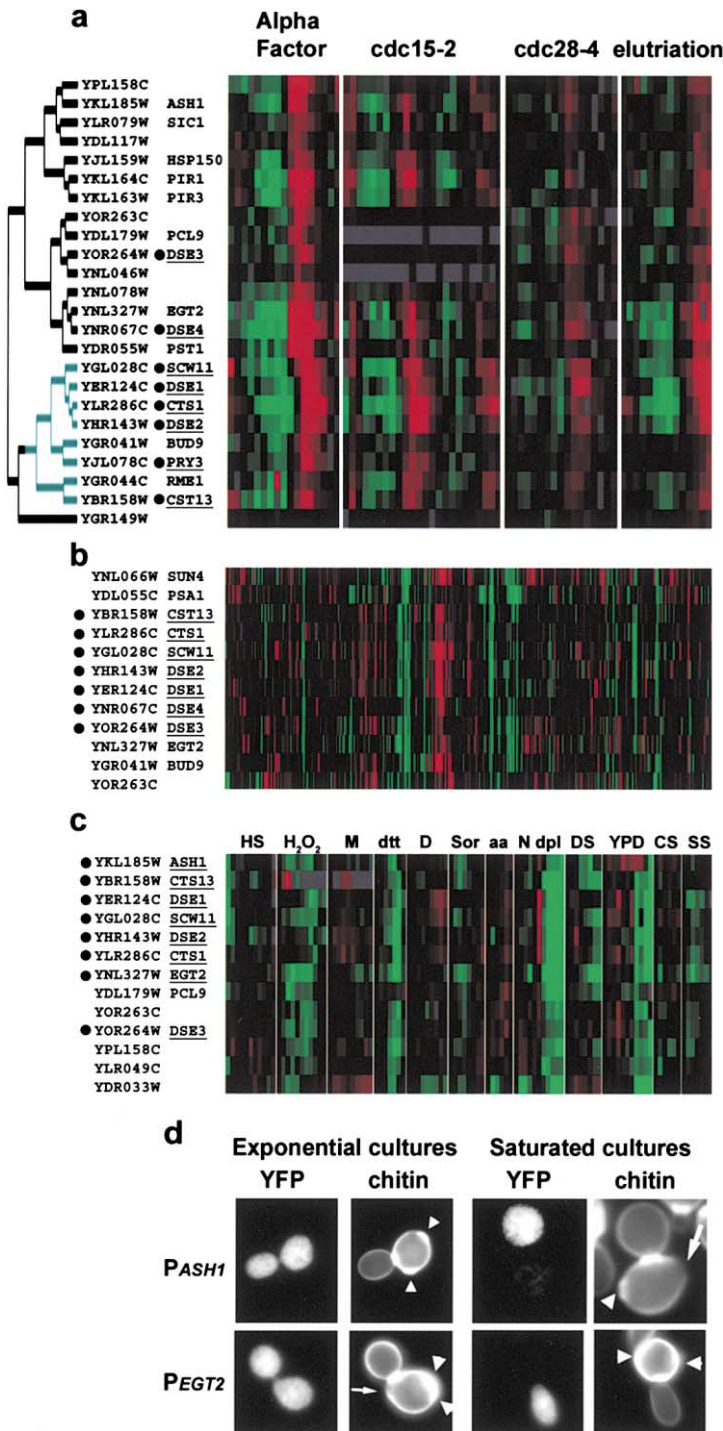 a
Alpha Factor cdc15-2 cdc28-4 elutriation
YPL158C
YKL185W ASH1
YLR079W SIC1
YDL117W
YJL159W HSP150
YKL164C PIR1
YKL163W PIR3
YOR263C
YDL179W PCL9
YOR264W DSE3
YNL046W
YNL078W
YNL327W EGT2
YNR067C DSE4
YDR055W PST1
YGL028C SCW11
YER124C DSE1
YLR286C CTS1
YHR143W DSE2
YGR041W BUD9
YJL078C PRY3
YGR044C RME1
YBR158W CST13
YGR149W
b
YNL066W SUN4
YDL055C PSA1
YBR158W CST13
YLR286C CTS1
YGL028C SCW11
YHR143W DSE2
YER124C DSE1
YNR067C DSE4
YOR264W DSE3
YNL327W EGT2
YGR041W BUD9
YOR263C
c
HS H2O2 M dtt D Sor aa N dpl DS YPD CS SS
YKL185W ASH1
YBR158W CTS13
YER124C DSE1
YGL028C SCW11
YHR143W DSE2
YLR286C CTS1
YNL327W EGT2
YDL179W PCL9
YOR263C
YOR264W DSE3
YPL158C
YLR049C
YDR033W
d
Exponential cultures Saturated cultures
YFP chitin YFP chitin
PASH1
PEGT2